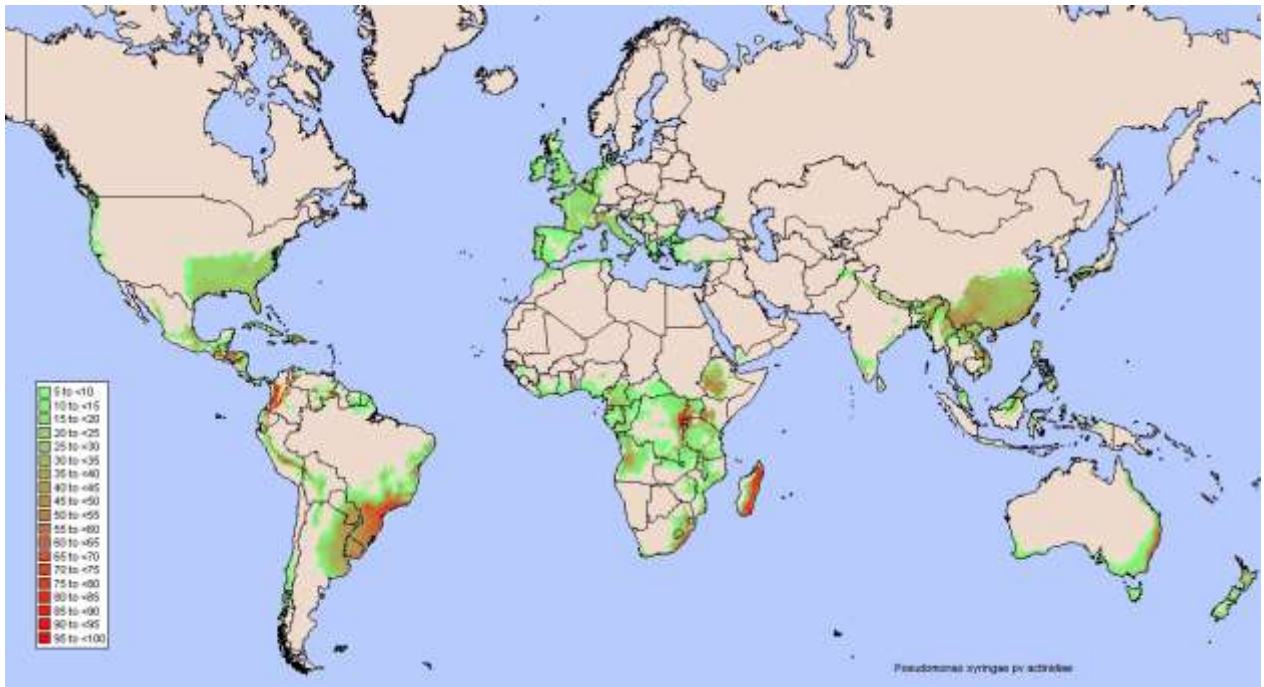 5 to <10
10 to <15
15 to <20
20 to <25
25 to <30
30 to <35
35 to <40
40 to <45
45 to <50
50 to <55
55 to <60
60 to <65
65 to <70
70 to <75
75 to <80
80 to <85
85 to <90
90 to <95
95 to <100
Pseudomonas syringae pv actinidiae